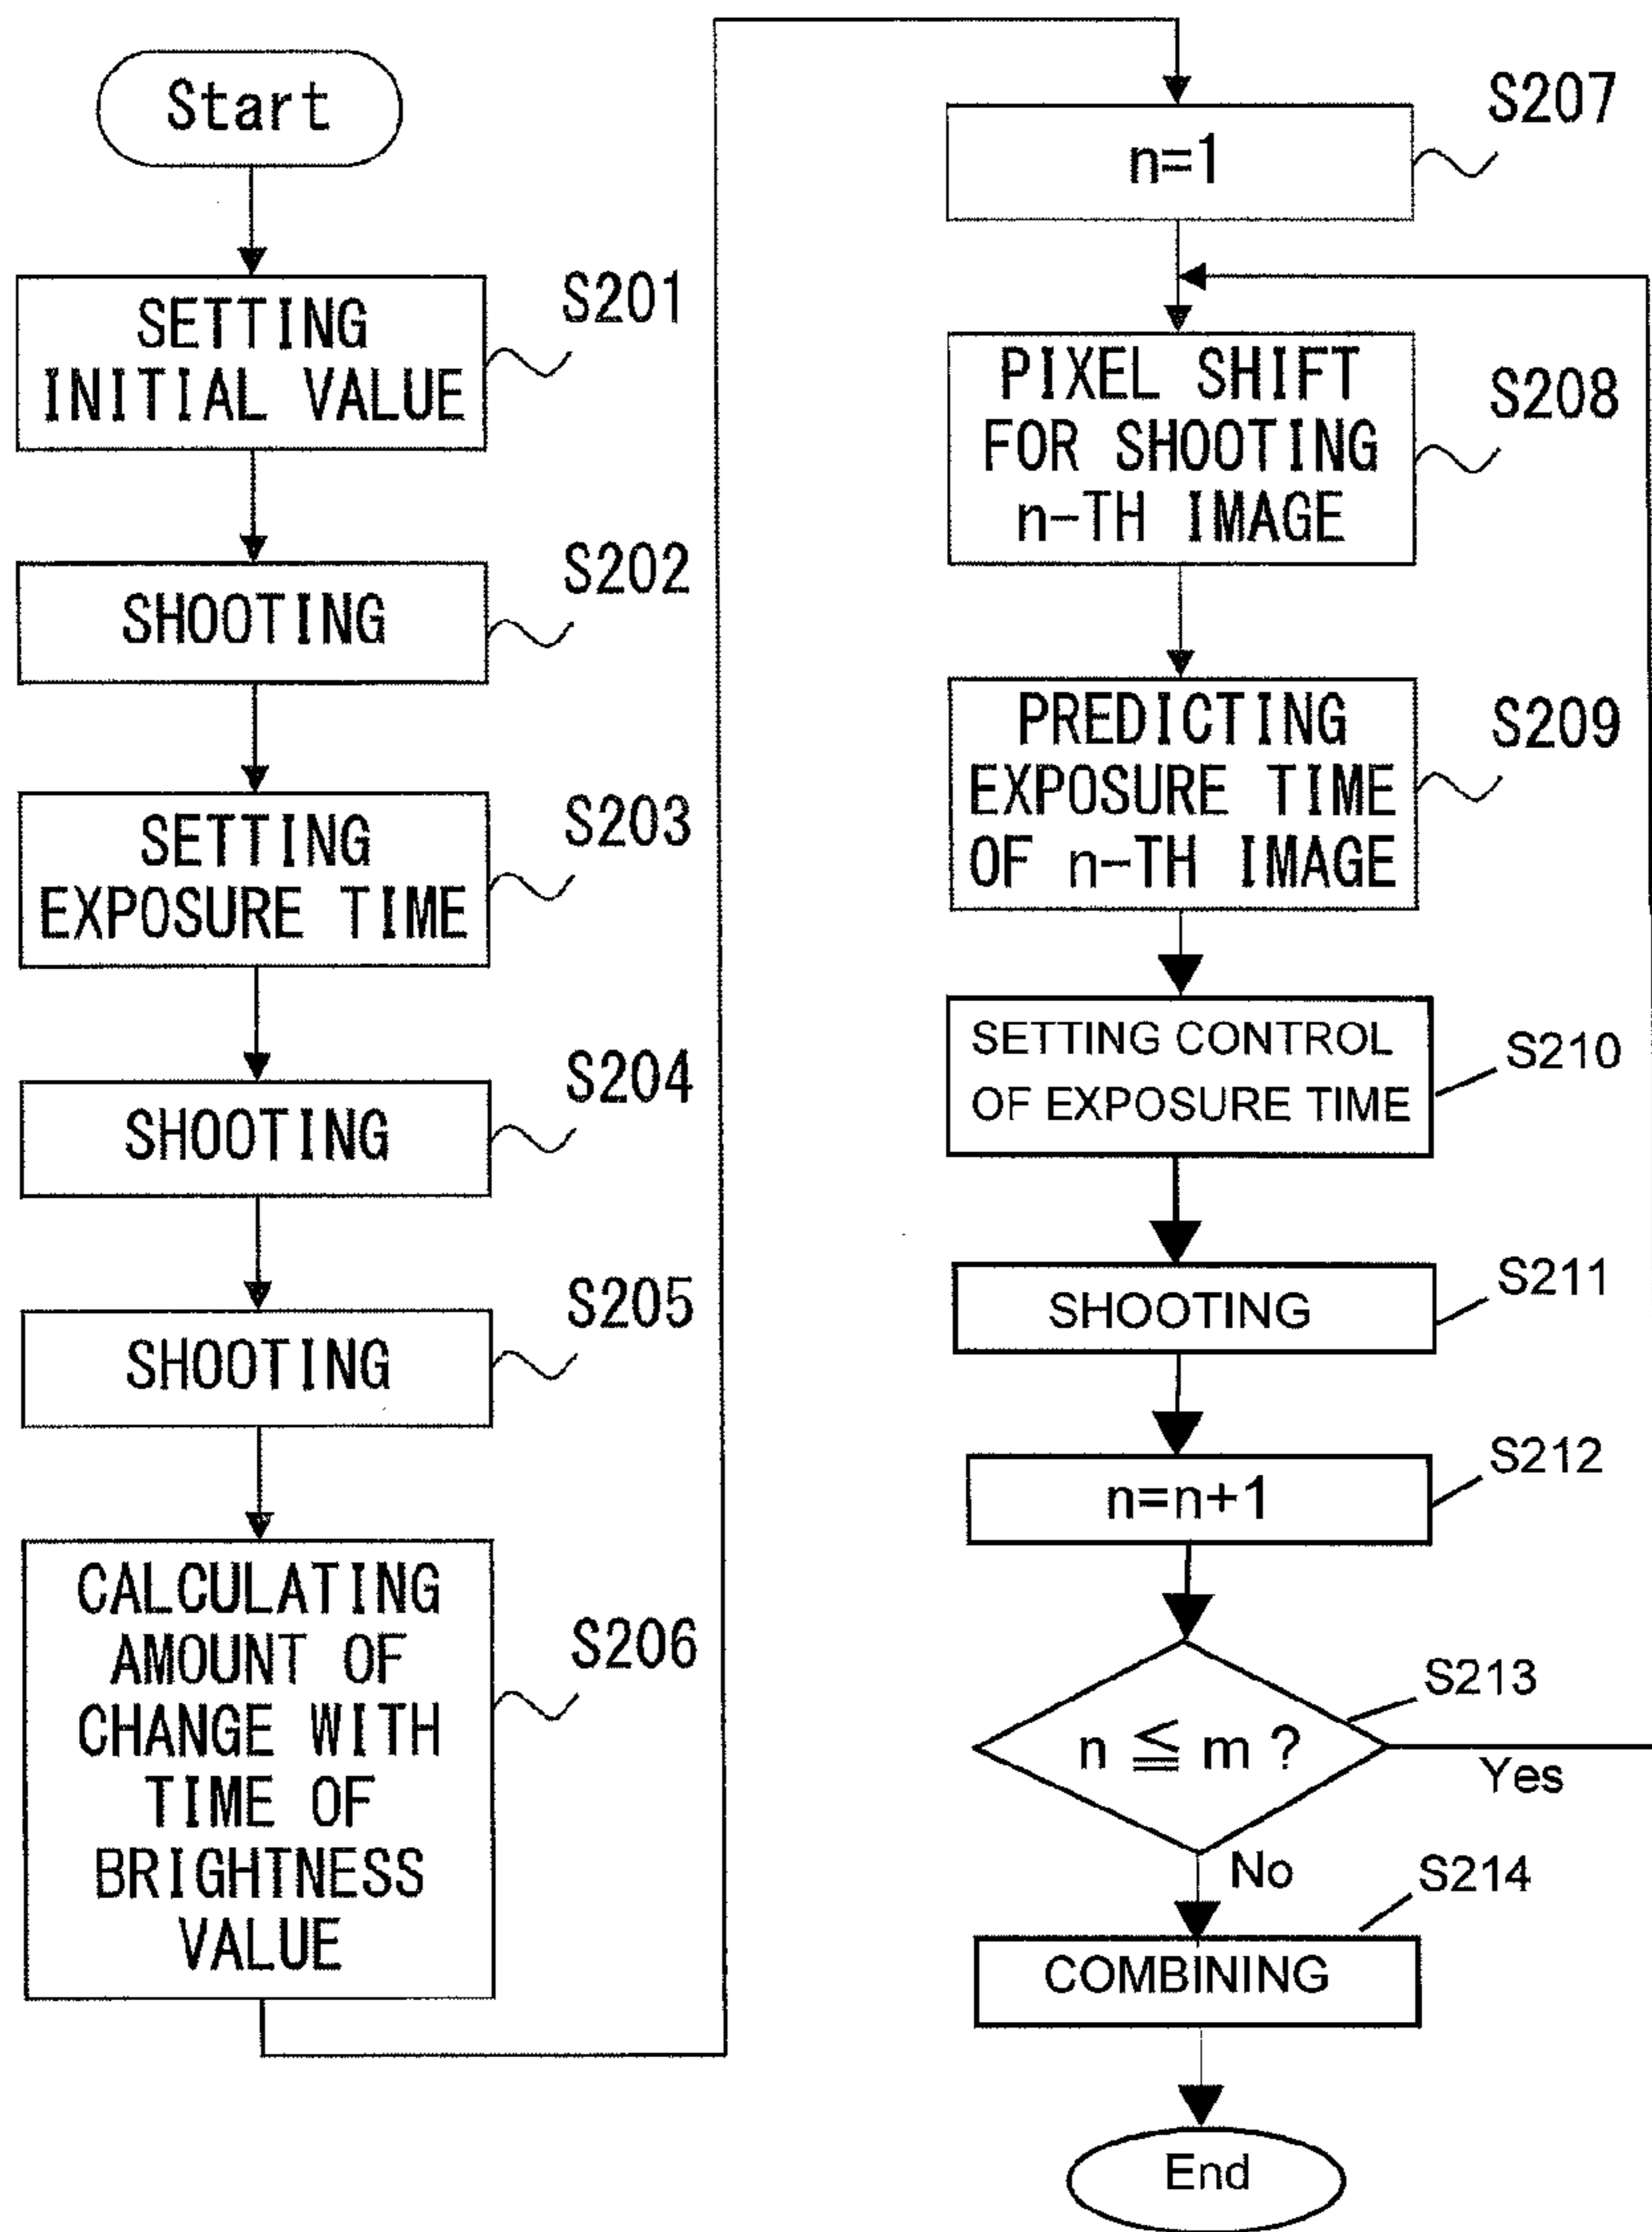 Start
S201
SETTING
INITIAL VALUE
S202
SHOOTING
S203
SETTING
EXPOSURE TIME
S204
SHOOTING
S205
SHOOTING
S206
CALCULATING
AMOUNT OF
CHANGE WITH
TIME OF
BRIGHTNESS
VALUE
S207
n=1
S208
PIXEL SHIFT
FOR SHOOTING
n-TH IMAGE
S209
PREDICTING
EXPOSURE TIME
OF n-TH IMAGE
S210
SETTING CONTROL
OF EXPOSURE TIME
S211
SHOOTING
S212
n=n+1
S213
n ≦ m ?
Yes
No
S214
COMBINING
End